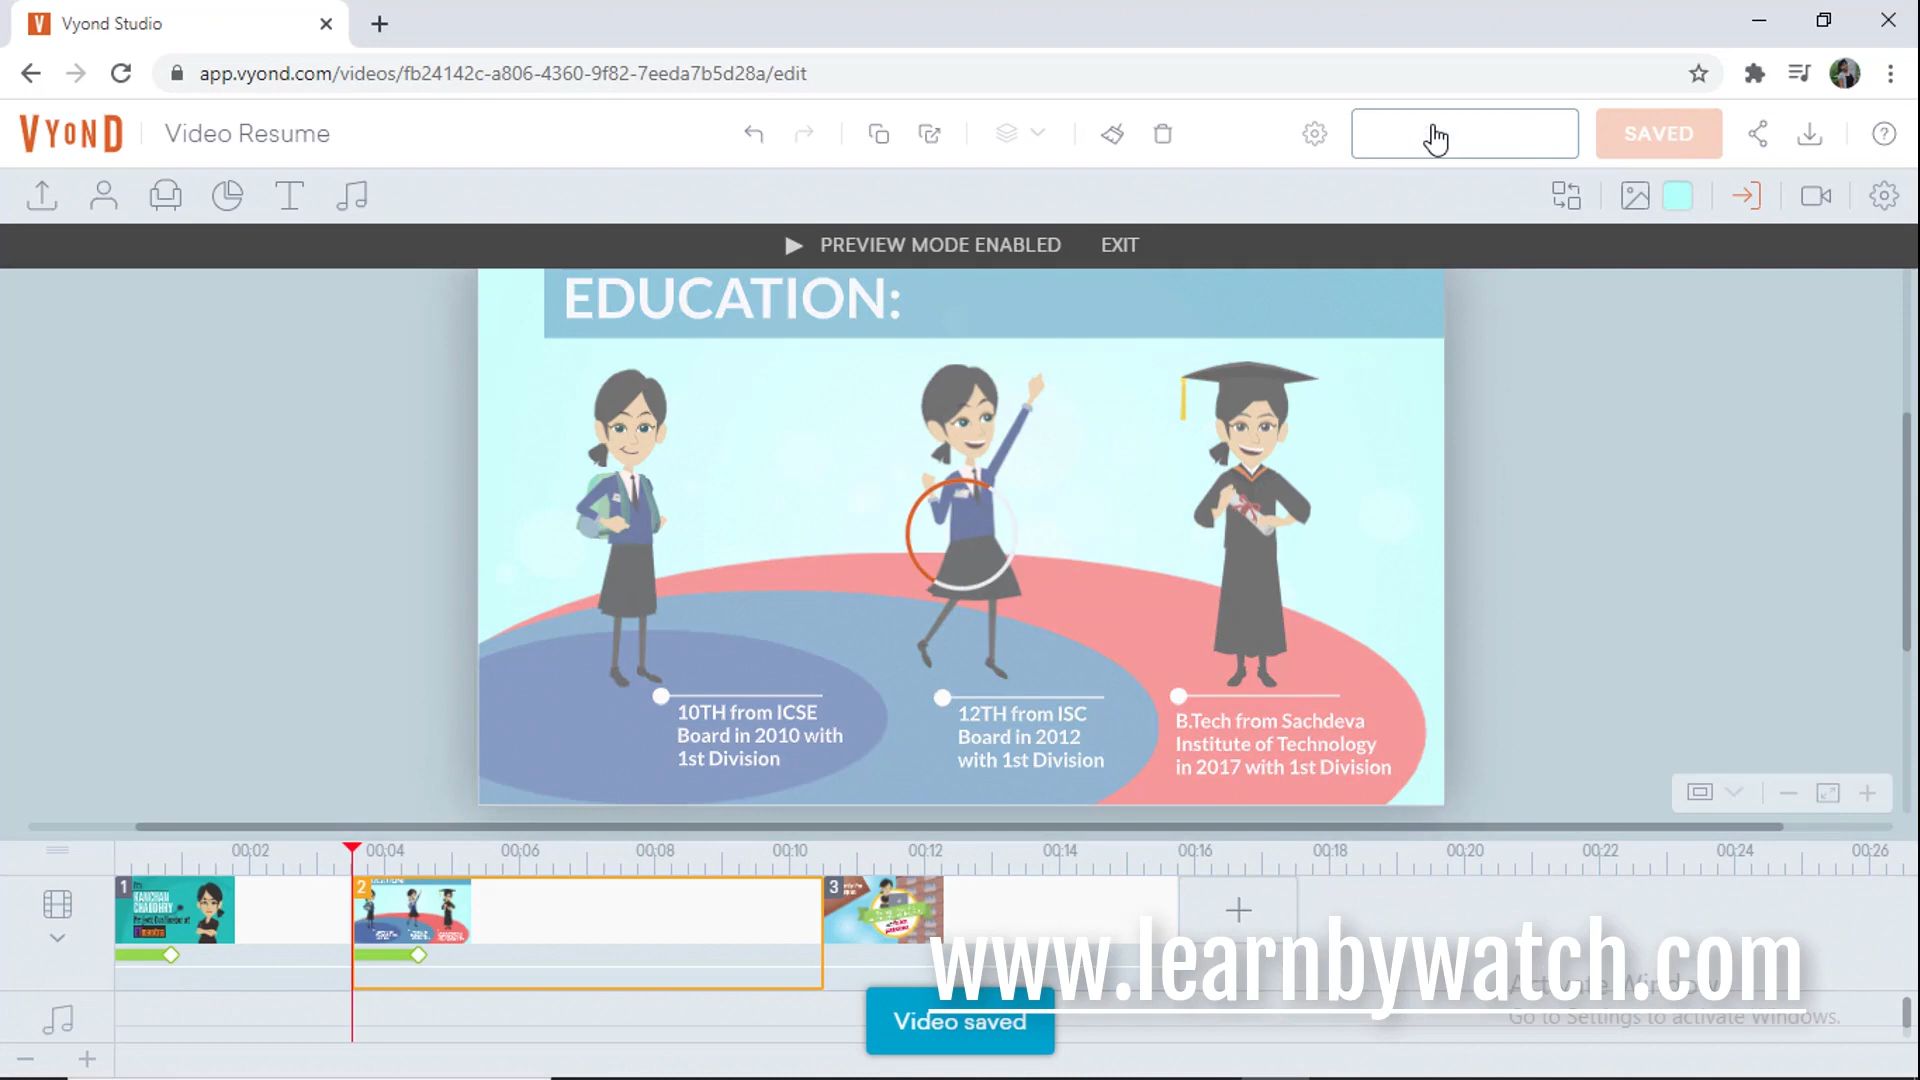 Vyond Studio
app.vyond.com/videos/fb24142c-a806-4360-9f82-7eeda7b5d28a/edit
VYOND
Video Resume
SAVED
PREVIEW MODE ENABLED EXIT
EDUCATION:
10TH from ICSE
Board in 2010 with
1st Division
12TH from ISC
Board in 2012
with 1st Division
B.Tech from Sachdeva
Institute of Technology
in 2017 with 1st Division
00:02 00:04 00:06 00:08 00:10 00:12 00:14 00:16 00:18 00:20 00:22 00:24 00:26
1
KANCHAN
CHAUDHRY
2
3
www.learnbywatch.com
Activate Windows
Go to Settings to activate Windows.
Video saved